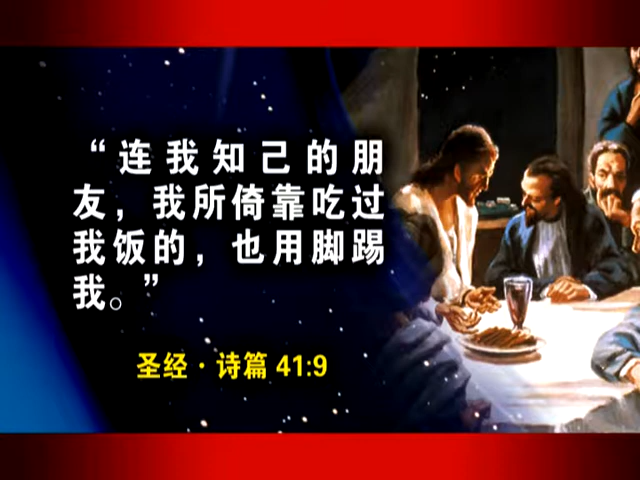 “连我知己的朋
友，我所倚靠吃过
我饭的，也用脚踢
我。”
圣经·诗篇 41:9